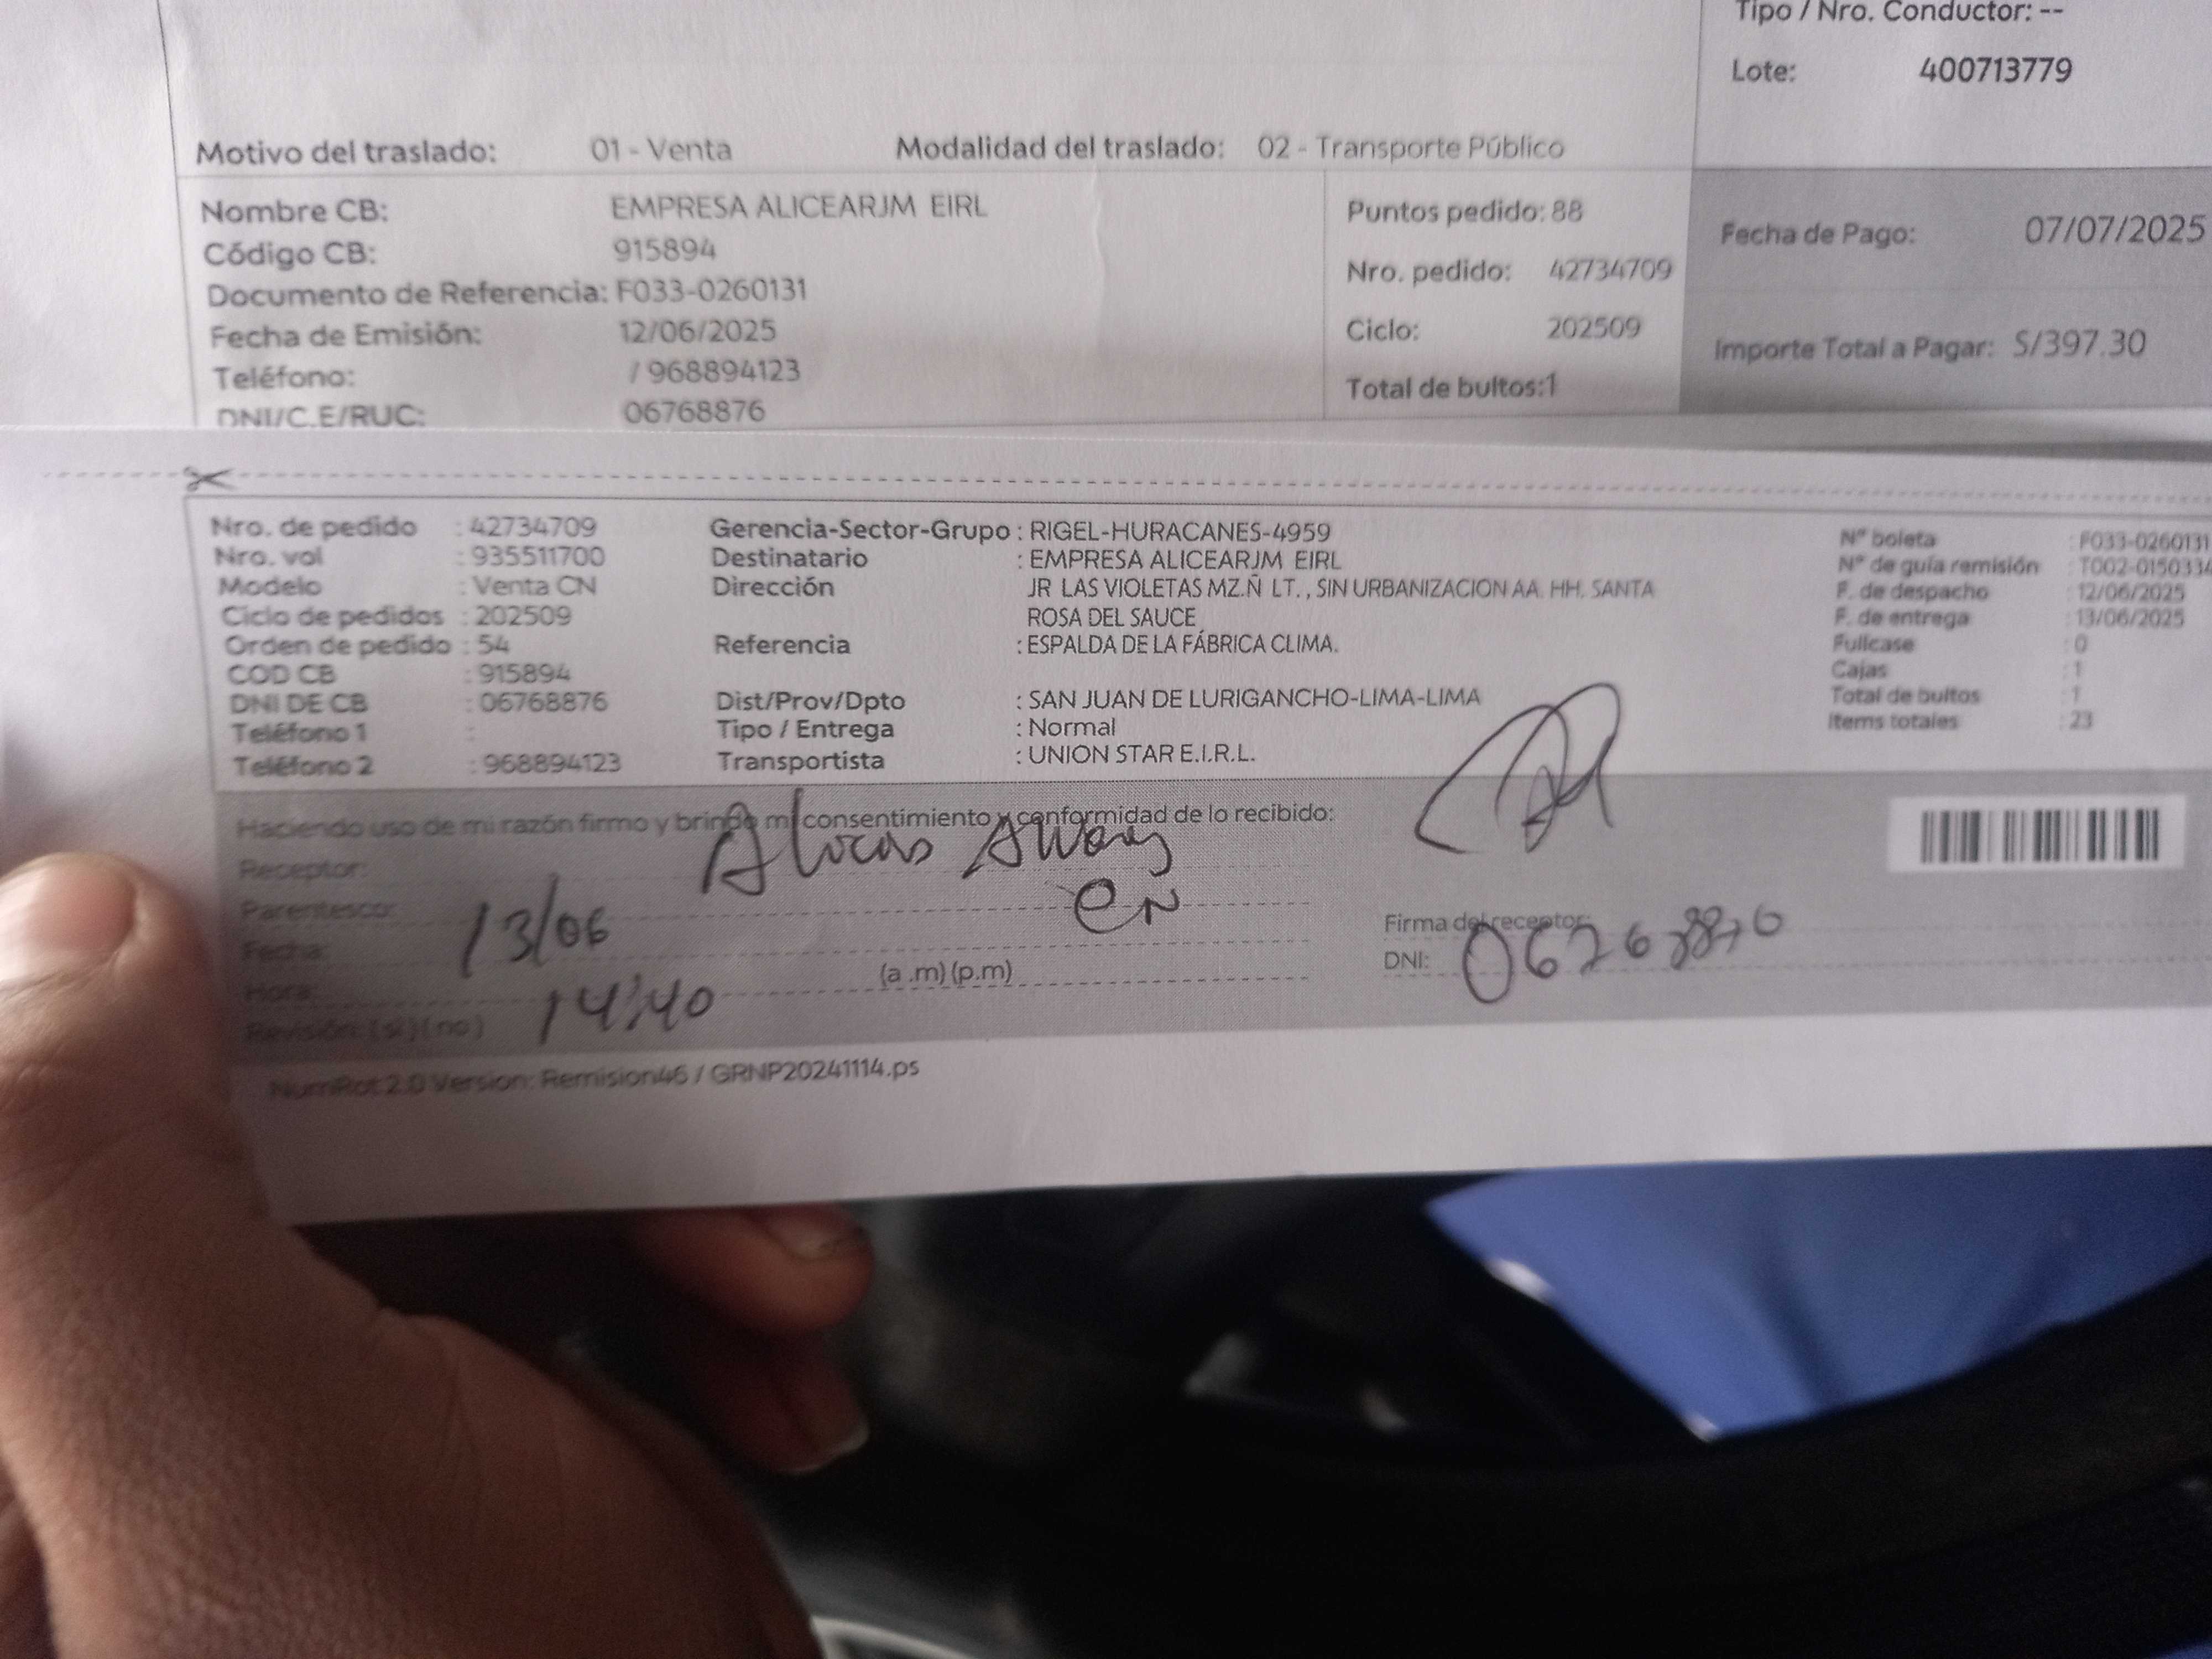 Tipo / Nro. Conductor: --
Lote: 400713779
Motivo del traslado: 01 - Venta Modalidad del traslado: 02 - Transporte Público
Nombre CB: EMPRESA ALICEARJM EIRL
Código CB: 915894
Documento de Referencia: F033-0260131
Fecha de Emisión: 12/06/2025
Teléfono: / 968894123
DNI/C.E/RUC: 06768876
Puntos pedido: 88
Nro. pedido: 42734709
Ciclo: 202509
Total de bultos:1
Fecha de Pago: 07/07/2025
Importe Total a Pagar: S/397.30
Nro. de pedido : 42734709
Nro. vol : 935511700
Modelo : Venta CN
Ciclo de pedidos : 202509
Orden de pedido : 54
COD CB : 915894
DNI DE CB : 06768876
Teléfono 1 :
Teléfono 2 : 968894123
Gerencia-Sector-Grupo : RIGEL-HURACANES-4959
Destinatario : EMPRESA ALICEARJM EIRL
Dirección JR LAS VIOLETAS MZ.Ñ LT. , SIN URBANIZACION AA. HH. SANTA
ROSA DEL SAUCE
Referencia : ESPALDA DE LA FÁBRICA CLIMA.
Dist/Prov/Dpto : SAN JUAN DE LURIGANCHO-LIMA-LIMA
Tipo / Entrega : Normal
Transportista : UNION STAR E.I.R.L.
N° boleta : F033-0260131
N° de guía remisión : T002-0150334
F. de despacho : 12/06/2025
F. de entrega : 13/06/2025
Fullcase : 0
Cajas : 1
Total de bultos : 1
Items totales : 23
Haciendo uso de mi razón firmo y brindo mi consentimiento y conformidad de lo recibido:
Receptor:
Parentesco:
Fecha: 13/06
Hora: 14:40 (a .m) (p.m)
Revisión: (si) (no)
Firma del receptor:
DNI: 06768876
NumRot 2.0 Version: Remision46 / GRNP20241114.ps